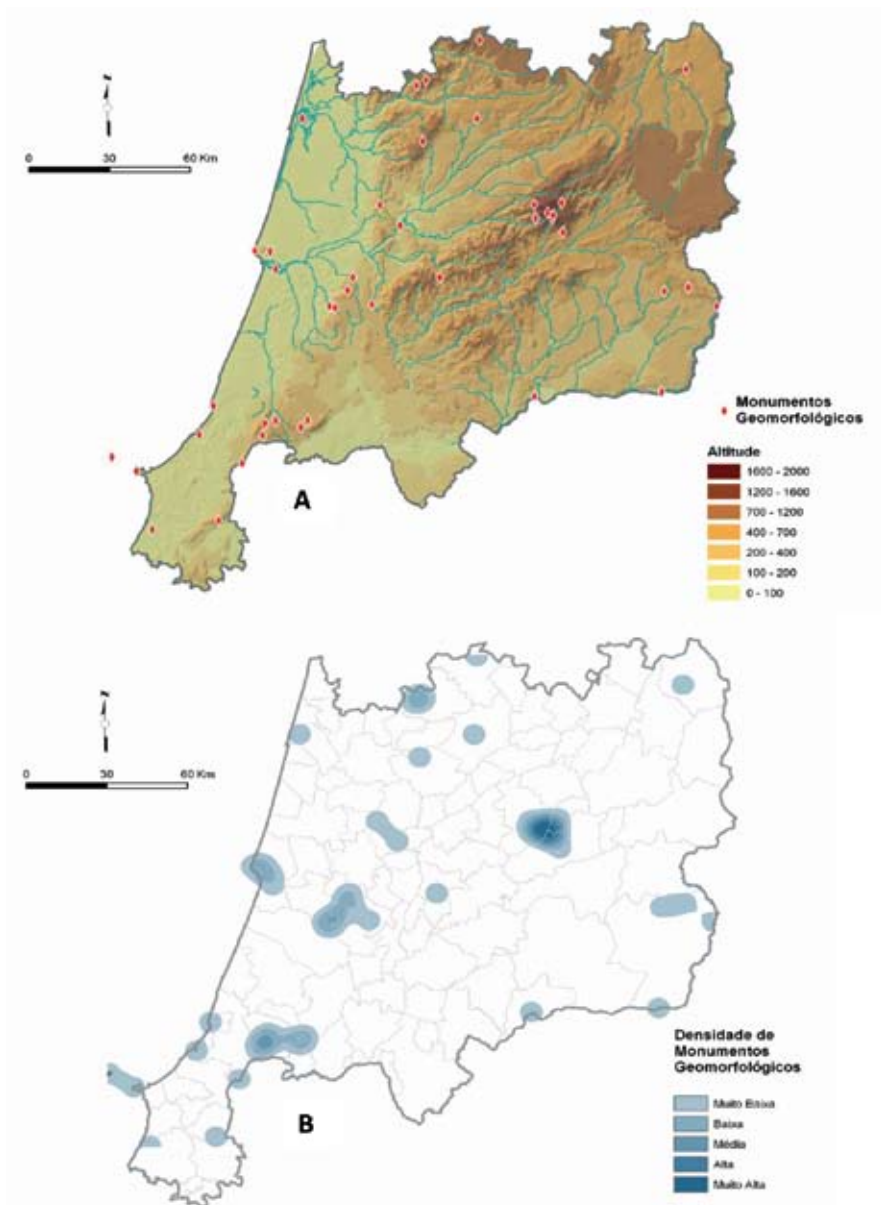 N
0 30 60 Km
Monumentos
Geomorfológicos
Altitude
1600 - 2000
1200 - 1600
700 - 1200
400 - 700
200 - 400
100 - 200
0 - 100
A
N
0 30 60 Km
Densidade de
Monumentos
Geomorfológicos
Muito Baixa
Baixa
Média
Alta
Muito Alta
B